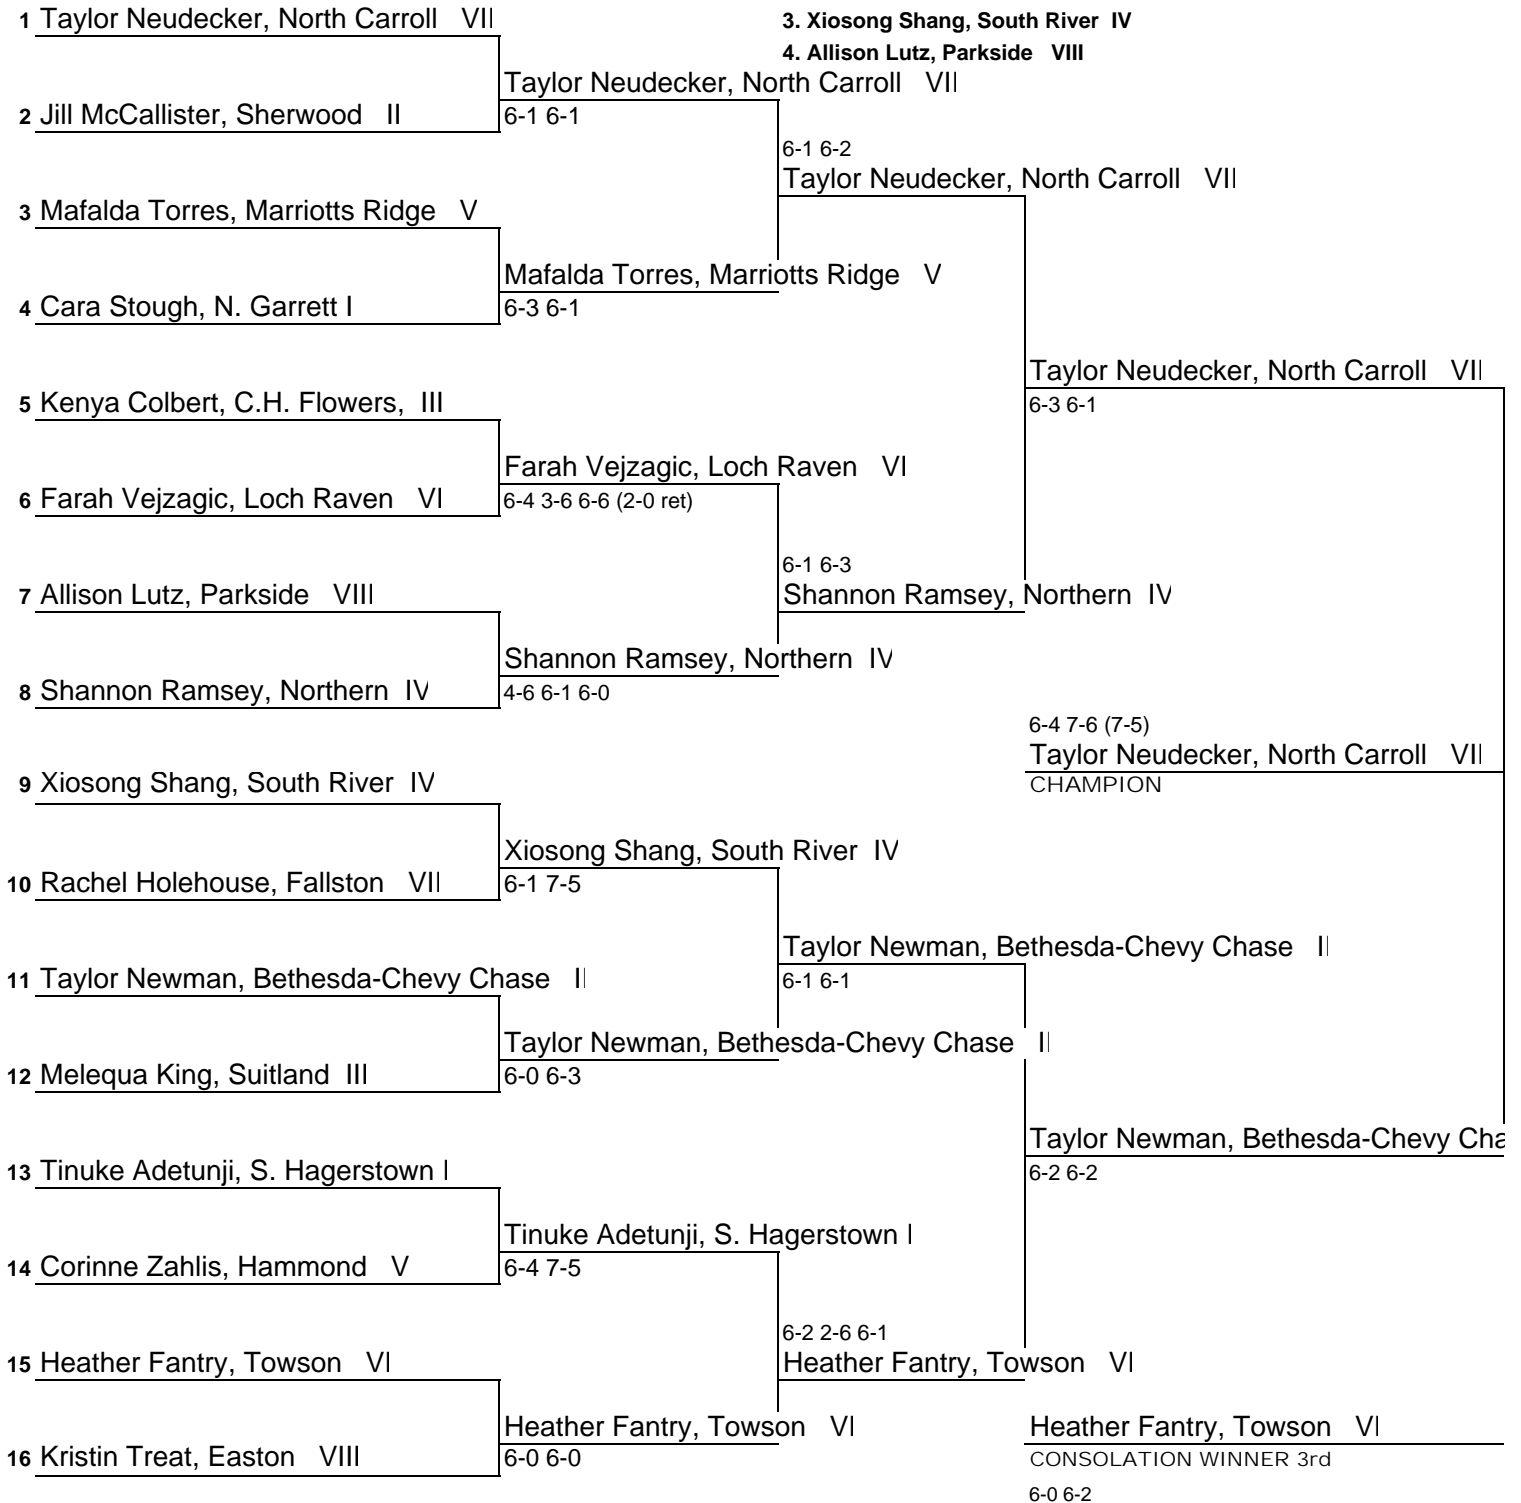 1 Taylor Neudecker, North Carroll VII
3. Xiosong Shang, South River IV
4. Allison Lutz, Parkside VIII
Taylor Neudecker, North Carroll VII
2 Jill McCallister, Sherwood II
6-1 6-1
6-1 6-2
Taylor Neudecker, North Carroll VII
3 Mafalda Torres, Marriotts Ridge V
Mafalda Torres, Marriotts Ridge V
4 Cara Stough, N. Garrett I
6-3 6-1
Taylor Neudecker, North Carroll VII
5 Kenya Colbert, C.H. Flowers, III
6-3 6-1
Farah Vejzagic, Loch Raven VI
6 Farah Vejzagic, Loch Raven VI
6-4 3-6 6-6 (2-0 ret)
6-1 6-3
7 Allison Lutz, Parkside VIII
Shannon Ramsey, Northern IV
Shannon Ramsey, Northern IV
8 Shannon Ramsey, Northern IV
4-6 6-1 6-0
6-4 7-6 (7-5)
Taylor Neudecker, North Carroll VII
9 Xiosong Shang, South River IV
CHAMPION
Xiosong Shang, South River IV
10 Rachel Holehouse, Fallston VII
6-1 7-5
Taylor Newman, Bethesda-Chevy Chase II
11 Taylor Newman, Bethesda-Chevy Chase II
6-1 6-1
Taylor Newman, Bethesda-Chevy Chase II
12 Melequa King, Suitland III
6-0 6-3
Taylor Newman, Bethesda-Chevy Cha
13 Tinuke Adetunji, S. Hagerstown I
6-2 6-2
Tinuke Adetunji, S. Hagerstown I
14 Corinne Zahlis, Hammond V
6-4 7-5
6-2 2-6 6-1
15 Heather Fantry, Towson VI
Heather Fantry, Towson VI
Heather Fantry, Towson VI
Heather Fantry, Towson VI
16 Kristin Treat, Easton VIII
6-0 6-0
CONSOLATION WINNER 3rd
6-0 6-2